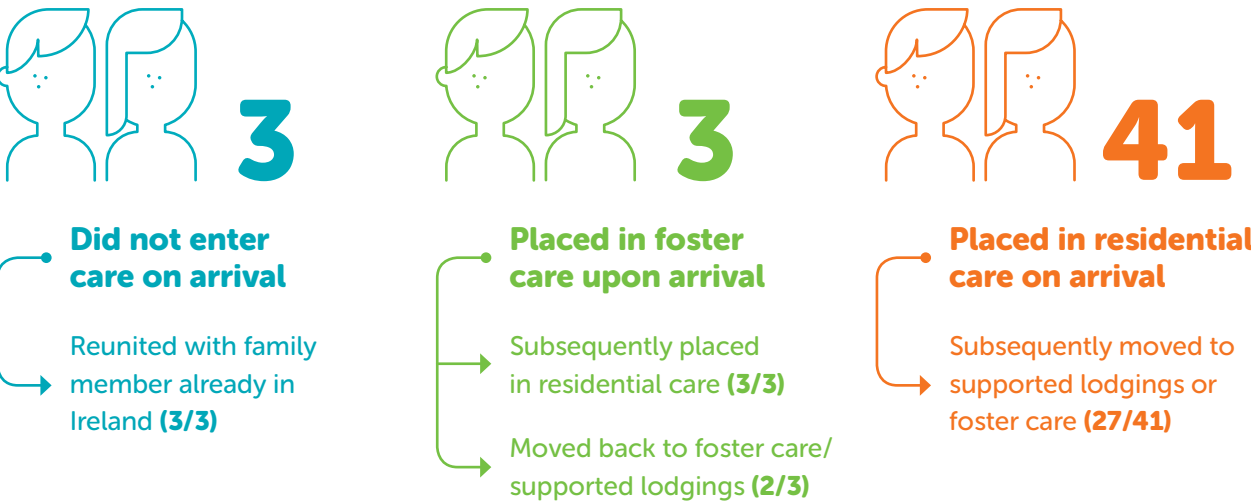 3
Did not enter
care on arrival
Reunited with family
member already in
Ireland (3/3)
3
Placed in foster
care upon arrival
Subsequently placed
in residential care (3/3)
Moved back to foster care/
supported lodgings (2/3)
41
Placed in residential
care on arrival
Subsequently moved to
supported lodgings or
foster care (27/41)